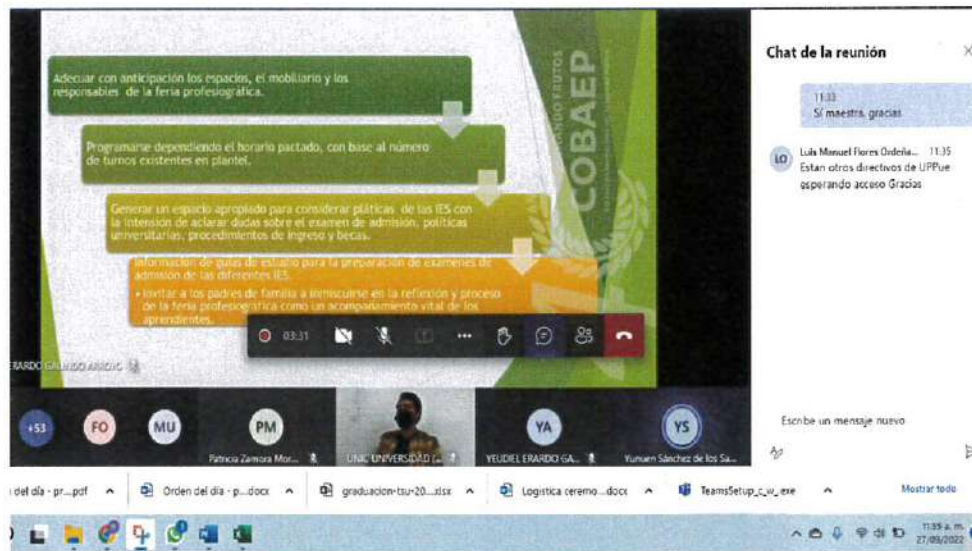 Adecuar con anticipación los espacios, el mobiliario y los
responsables de la feria profesiográfica.
Programarse dependiendo el horario pactado, con base al número
de turnos existentes en plantel.
Generar un espacio apropiado para considerar pláticas de las IES con
la intensión de aclarar dudas sobre el examen de admisión, políticas
universitarias, procedimientos de ingreso y becas.
Información de guías de estudio para la preparación de exámenes de
admisión de las diferentes IES.
• Invitar a los padres de familia a inmiscuirse en la reflexión y proceso
de la feria profesiográfica como un acompañamiento vital de los
aprendientes.
FRUTOS
COBAEP
03:31
ERARDO GALINDO ARROYO
+53
FO
MU
PM
Patricia Zamora Mor...
UNIC UNIVERSIDAD (...
YA
YEUDIEL ERARDO GA...
YS
Yunuen Sánchez de los Sa...
Chat de la reunión
11:33
Sí maestra, gracias
LO
Luis Manuel Flores Ordeña... 11:35
Estan otros directivos de UPPue
esperando acceso Gracias
Escribe un mensaje nuevo
del día - pr....pdf
Orden del día - p....docx
graduacion-tsu-20....xlsx
Logistica ceremo....docx
TeamsSetup_c_w_.exe
Mostrar todo
11:35 a. m.
27/09/2022